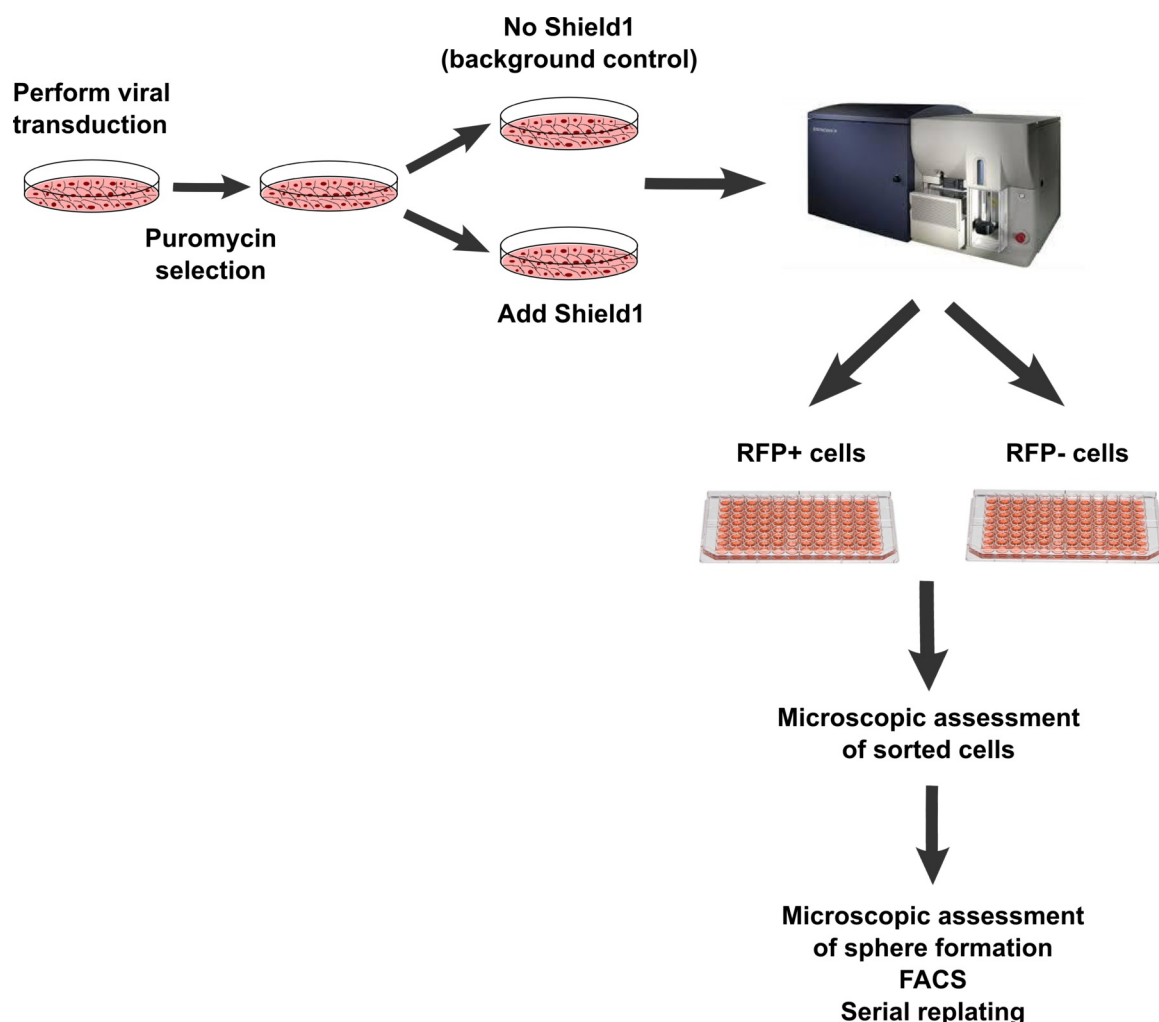 Perform viral
transduction
Puromycin
selection
No Shield1
(background control)
Add Shield1
RFP+ cells
RFP- cells
Microscopic assessment
of sorted cells
Microscopic assessment
of sphere formation
FACS
Serial replating